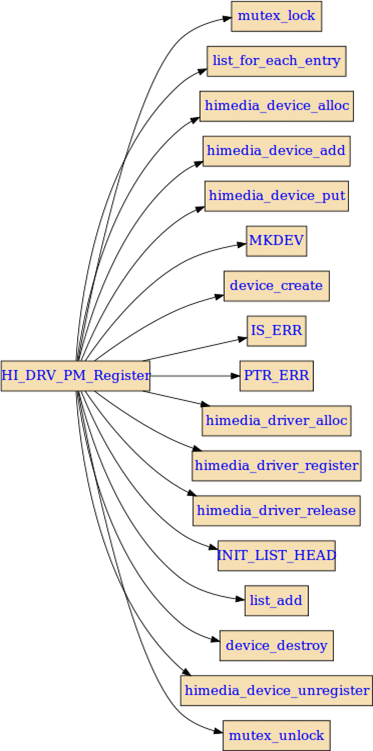 mutex_lock
list_for_each_entry
himedia_device_alloc
himedia_device_add
himedia_device_put
MKDEV
device_create
IS_ERR
HI_DRV_PM_Register
PTR_ERR
himedia_driver_alloc
himedia_driver_register
himedia_driver_release
INIT_LIST_HEAD
list_add
device_destroy
himedia_device_unregister
mutex_unlock